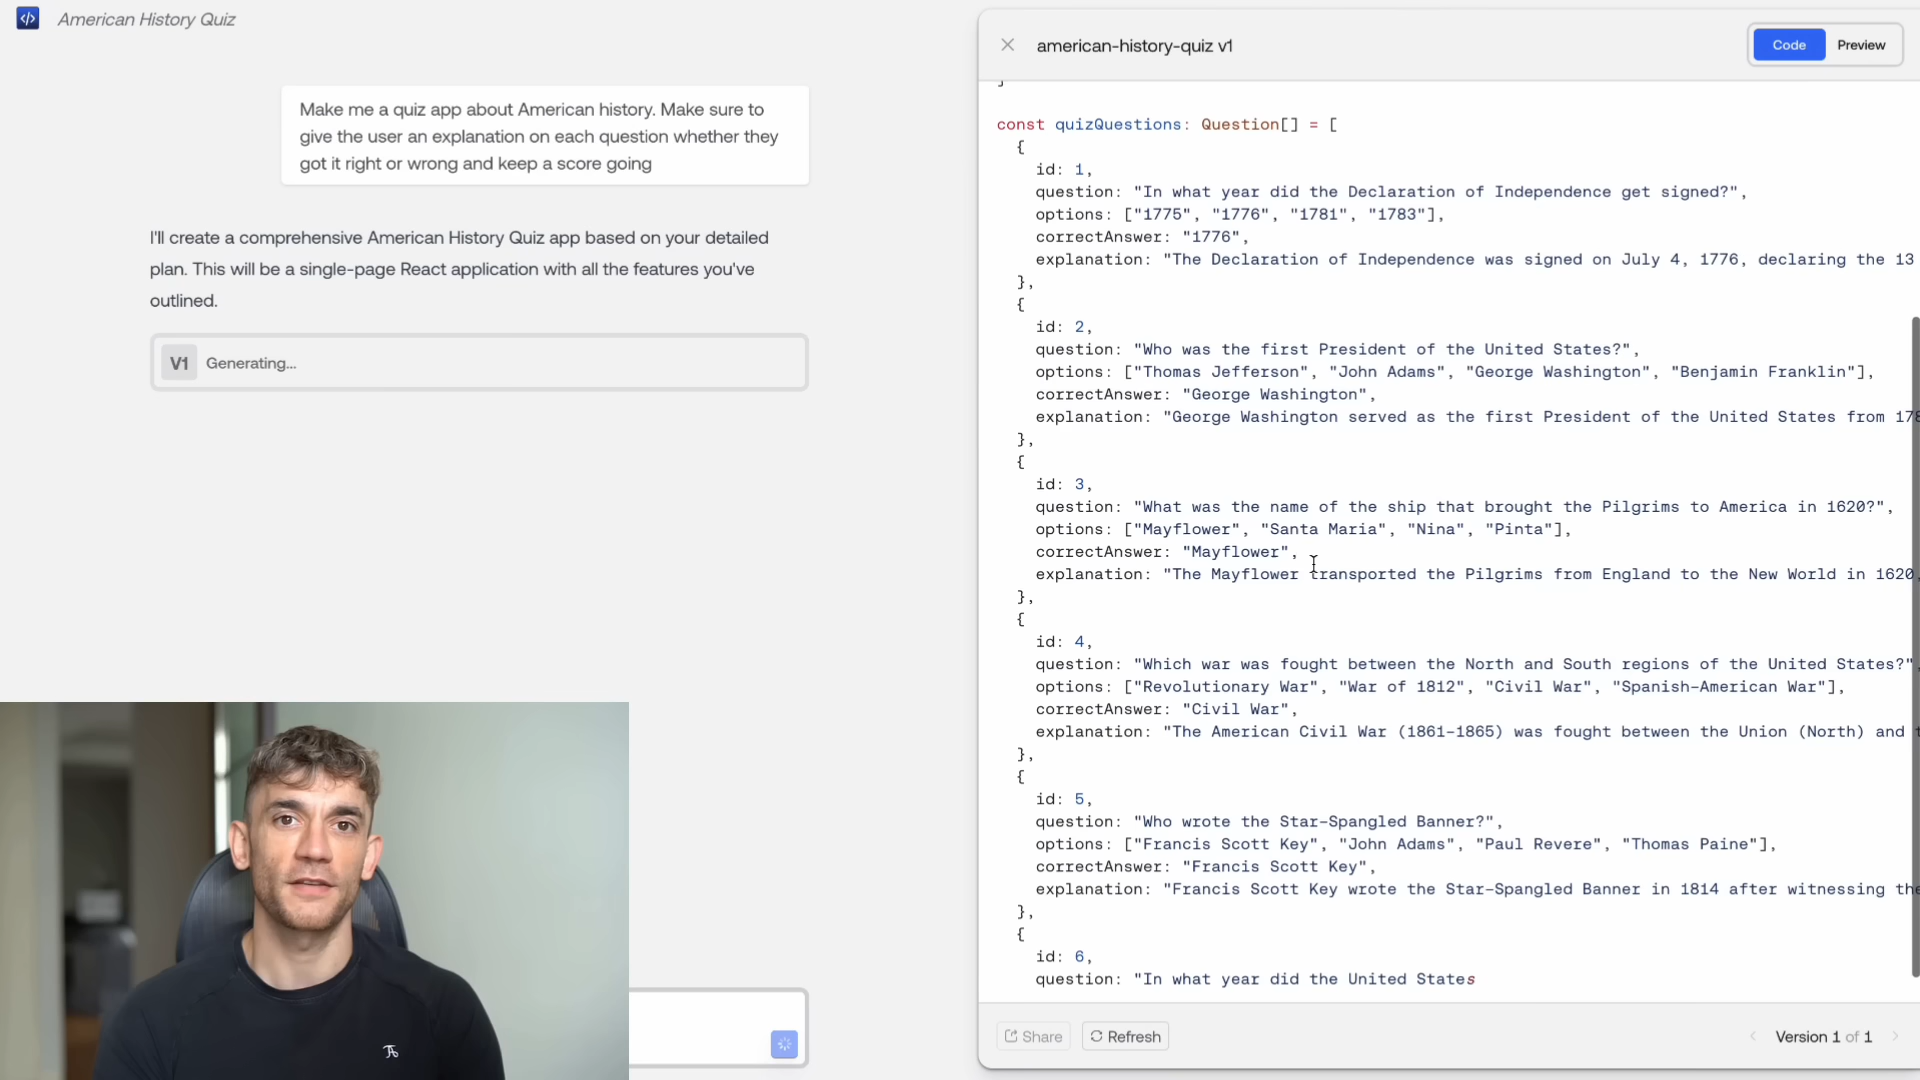 American History Quiz
Make me a quiz app about American history. Make sure to
give the user an explanation on each question whether they
got it right or wrong and keep a score going
I'll create a comprehensive American History Quiz app based on your detailed
plan. This will be a single-page React application with all the features you've
outlined.
V1 Generating...
american-history-quiz v1
Code Preview
const quizQuestions: Question[] = [
{
id: 1,
question: "In what year did the Declaration of Independence get signed?",
options: ["1775", "1776", "1781", "1783"],
correctAnswer: "1776",
explanation: "The Declaration of Independence was signed on July 4, 1776, declaring the 13
},
{
id: 2,
question: "Who was the first President of the United States?",
options: ["Thomas Jefferson", "John Adams", "George Washington", "Benjamin Franklin"],
correctAnswer: "George Washington",
explanation: "George Washington served as the first President of the United States from 178
},
{
id: 3,
question: "What was the name of the ship that brought the Pilgrims to America in 1620?",
options: ["Mayflower", "Santa Maria", "Nina", "Pinta"],
correctAnswer: "Mayflower",
explanation: "The Mayflower transported the Pilgrims from England to the New World in 1620,
},
{
id: 4,
question: "Which war was fought between the North and South regions of the United States?",
options: ["Revolutionary War", "War of 1812", "Civil War", "Spanish-American War"],
correctAnswer: "Civil War",
explanation: "The American Civil War (1861-1865) was fought between the Union (North) and
},
{
id: 5,
question: "Who wrote the Star-Spangled Banner?",
options: ["Francis Scott Key", "John Adams", "Paul Revere", "Thomas Paine"],
correctAnswer: "Francis Scott Key",
explanation: "Francis Scott Key wrote the Star-Spangled Banner in 1814 after witnessing the
},
{
id: 6,
question: "In what year did the United States
Share Refresh
Version 1 of 1